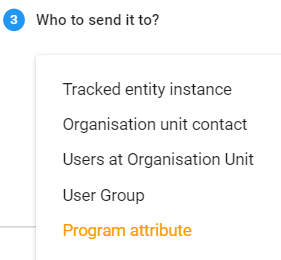 3 Who to send it to?
Tracked entity instance
Organisation unit contact
Users at Organisation Unit
User Group
Program attribute